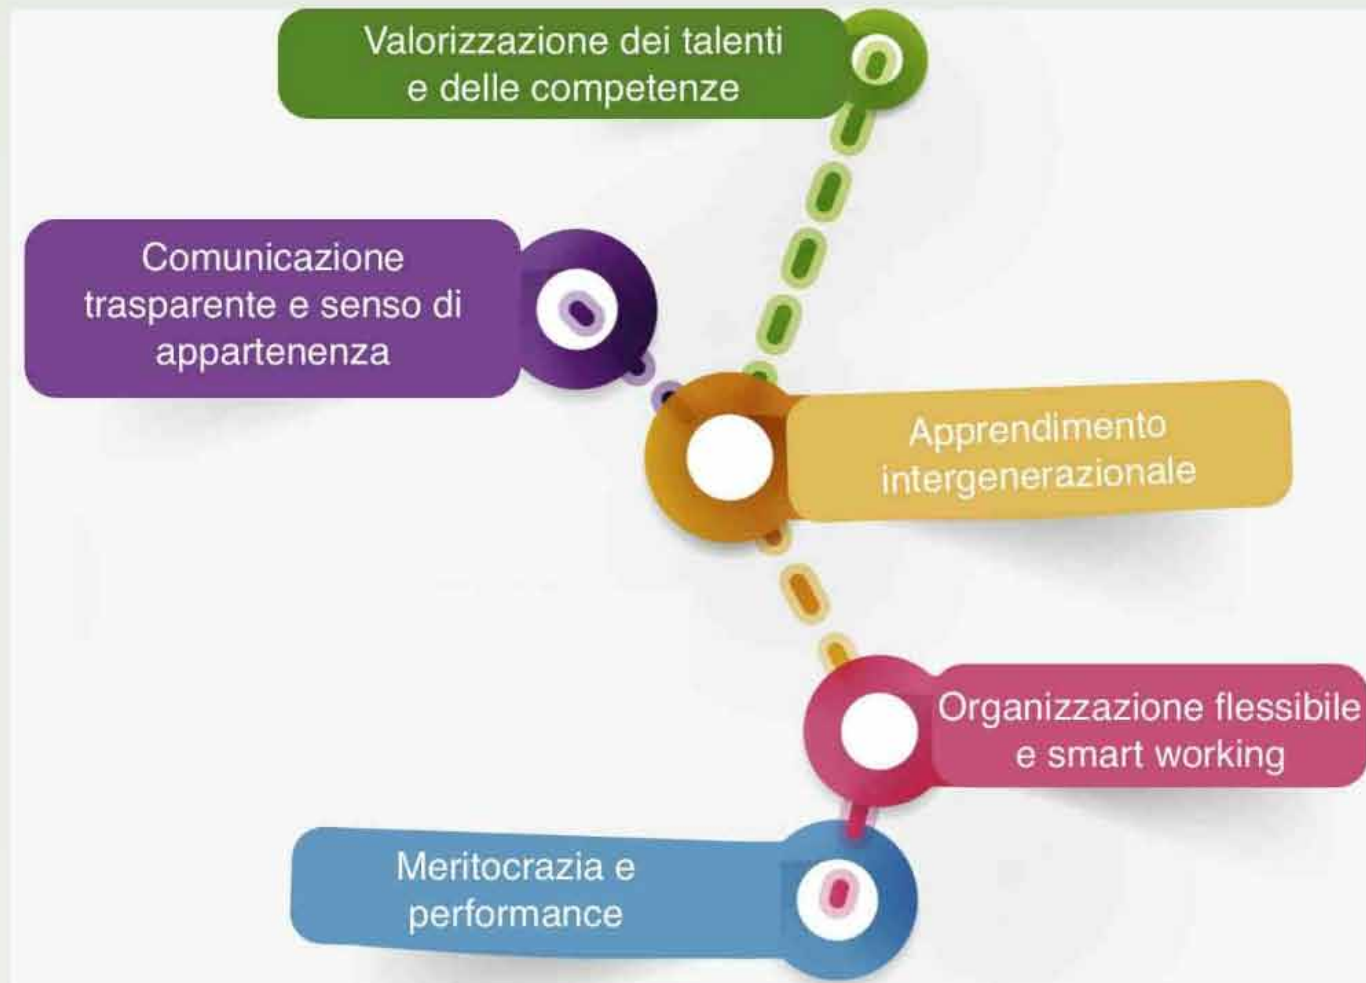 Valorizzazione dei talenti
e delle competenze
Comunicazione
trasparente e senso di
appartenenza
Apprendimento
intergenerazionale
Organizzazione flessibile
e smart working
Meritocrazia e
performance